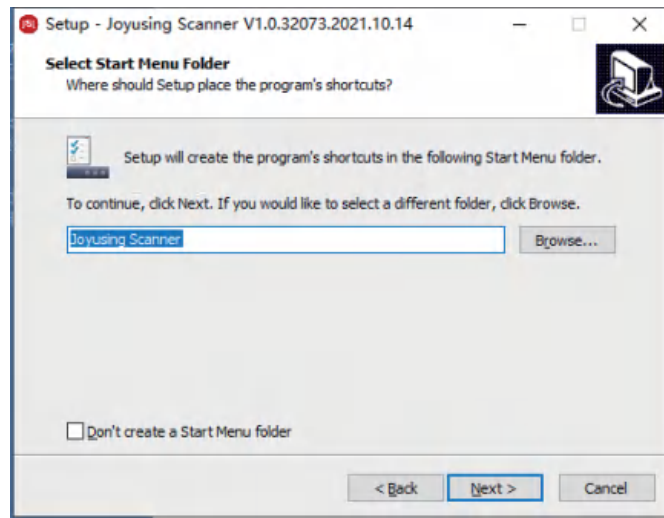 Setup - Joyusing Scanner V1.0.32073.2021.10.14
Select Start Menu Folder
Where should Setup place the program's shortcuts?
Setup will create the program's shortcuts in the following Start Menu folder.
To continue, click Next. If you would like to select a different folder, click Browse.
Joyusing Scanner
Browse...
Don't create a Start Menu folder
< Back
Next >
Cancel